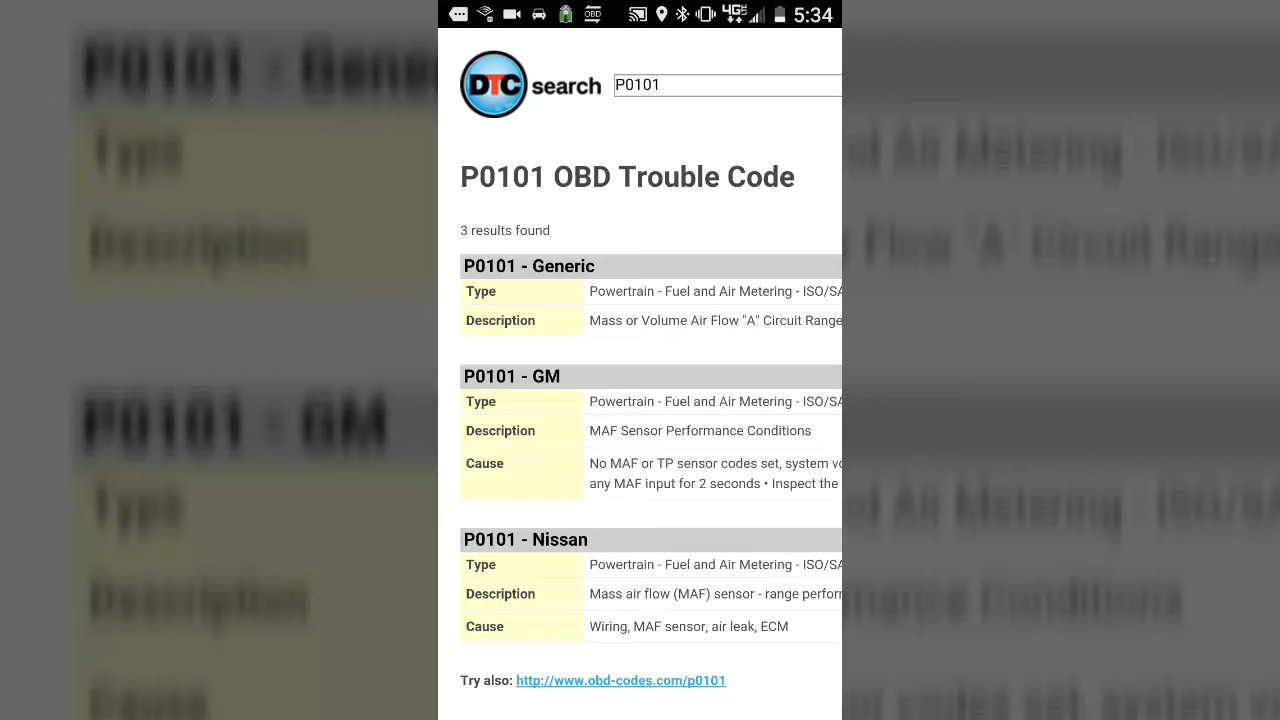 OBD 4G 5:34
DTC search P0101
P0101 OBD Trouble Code
3 results found
P0101 - Generic
Type Powertrain - Fuel and Air Metering - ISO/SA
Description Mass or Volume Air Flow "A" Circuit Range
P0101 - GM
Type Powertrain - Fuel and Air Metering - ISO/SA
Description MAF Sensor Performance Conditions
Cause No MAF or TP sensor codes set, system vo
any MAF input for 2 seconds • Inspect the
P0101 - Nissan
Type Powertrain - Fuel and Air Metering - ISO/SA
Description Mass air flow (MAF) sensor - range perform
Cause Wiring, MAF sensor, air leak, ECM
Try also: http://www.obd-codes.com/p0101